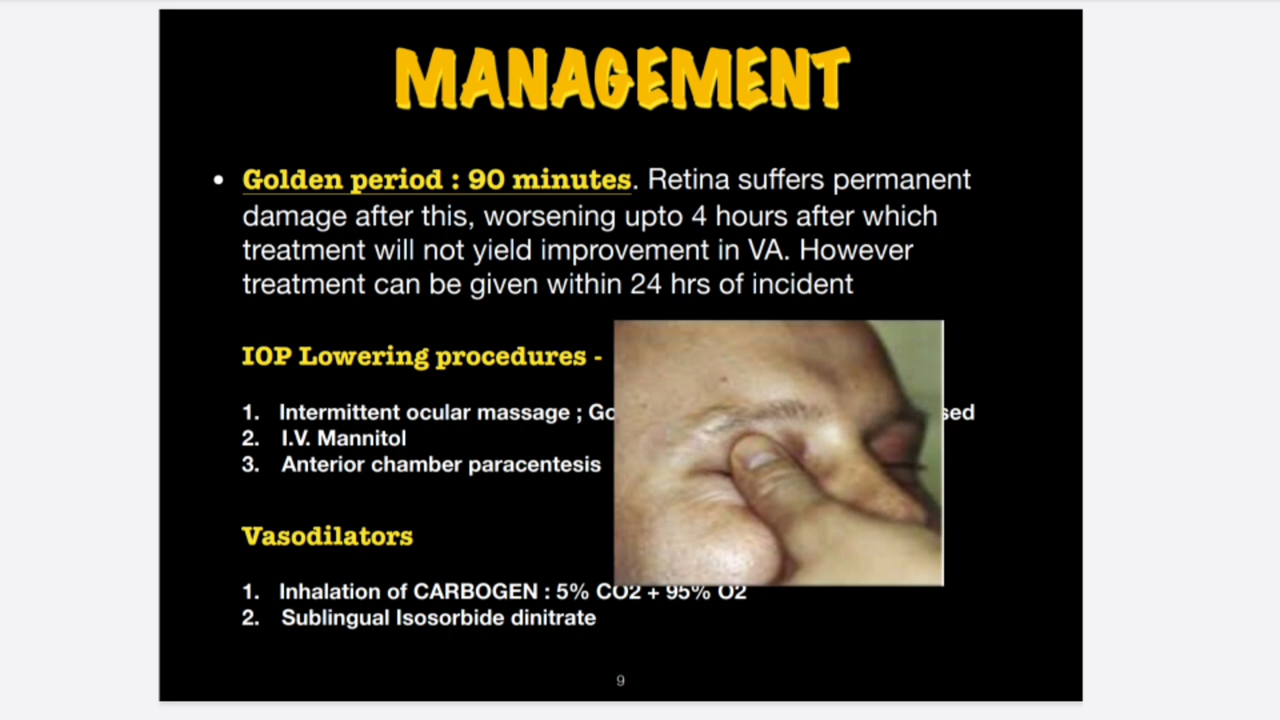 MANAGEMENT
• Golden period : 90 minutes. Retina suffers permanent
damage after this, worsening upto 4 hours after which
treatment will not yield improvement in VA. However
treatment can be given within 24 hrs of incident
IOP Lowering procedures -
1. Intermittent ocular massage ;
2. I.V. Mannitol
3. Anterior chamber paracentesis
Vasodilators
1. Inhalation of CARBOGEN : 5% CO2 + 95% O2
2. Sublingual Isosorbide dinitrate
9